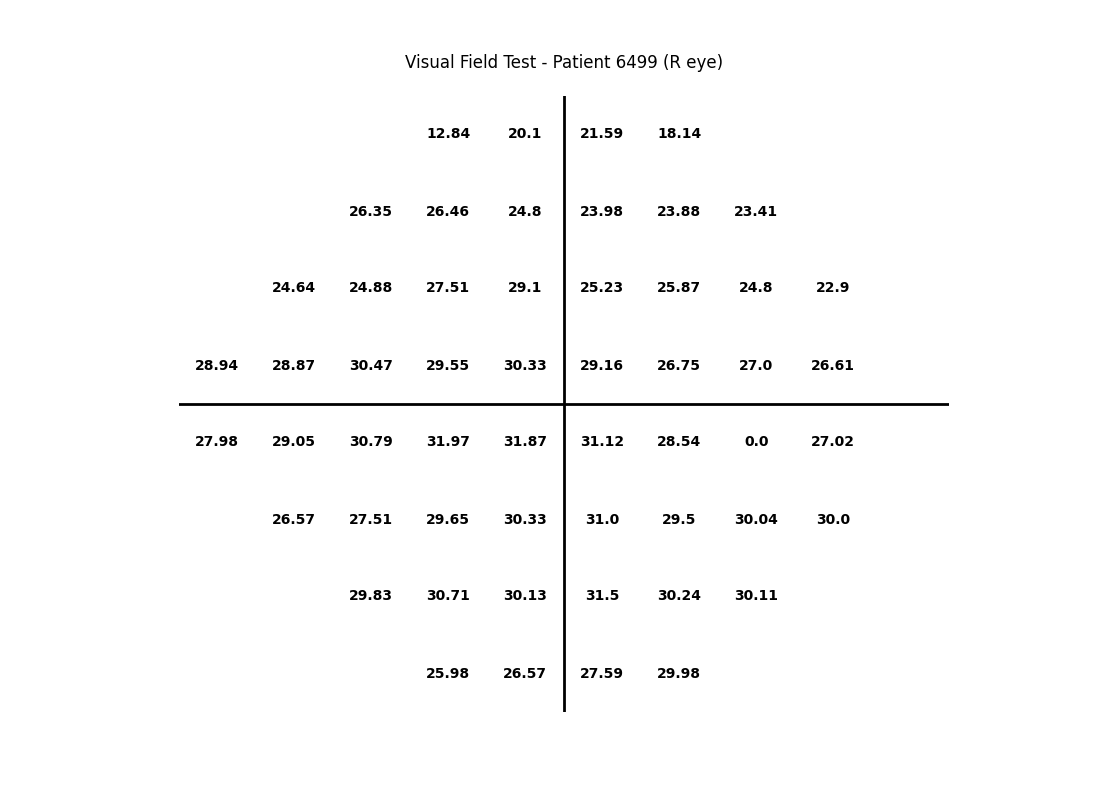 Visual Field Test - Patient 6499 (R eye)
12.84 20.1 21.59 18.14
26.35 26.46 24.8 23.98 23.88 23.41
24.64 24.88 27.51 29.1 25.23 25.87 24.8 22.9
28.94 28.87 30.47 29.55 30.33 29.16 26.75 27.0 26.61
27.98 29.05 30.79 31.97 31.87 31.12 28.54 0.0 27.02
26.57 27.51 29.65 30.33 31.0 29.5 30.04 30.0
29.83 30.71 30.13 31.5 30.24 30.11
25.98 26.57 27.59 29.98